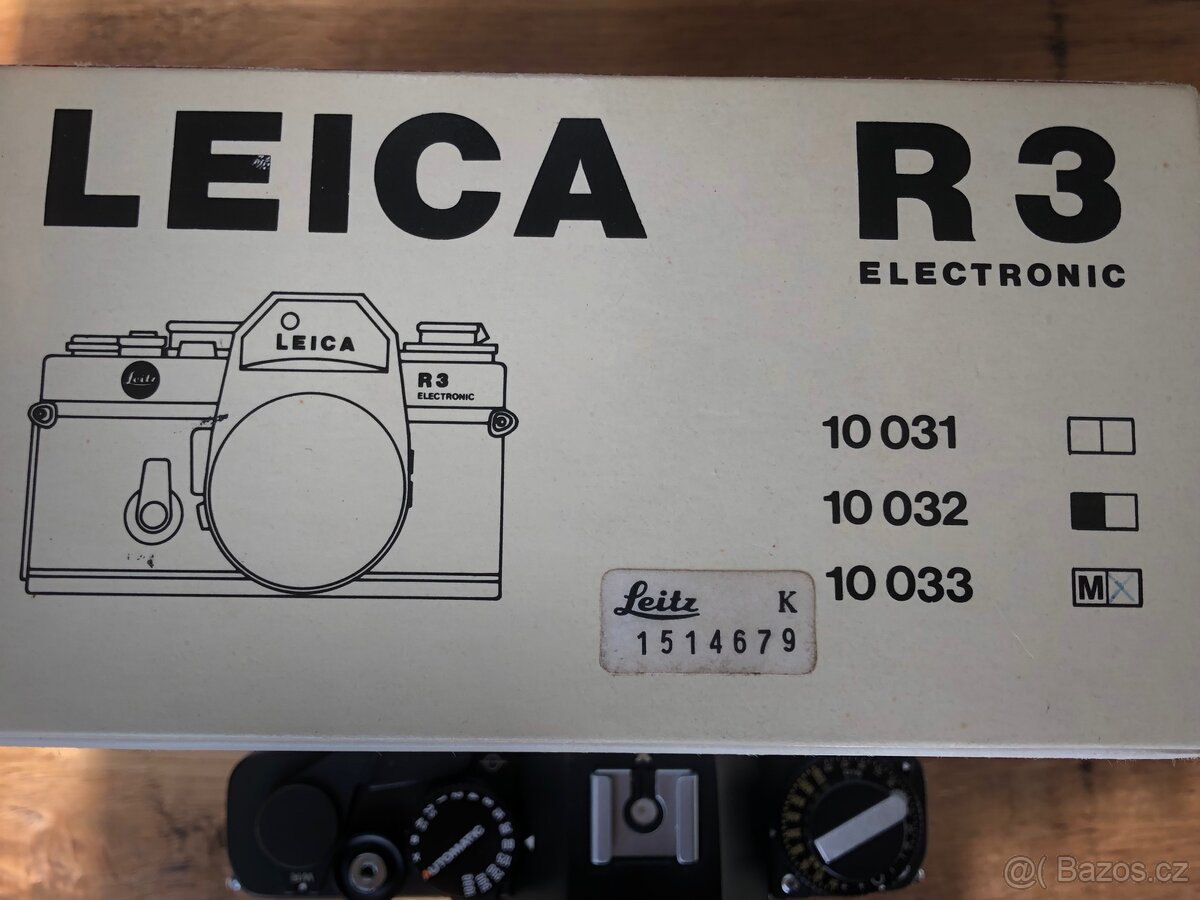 LEICA R3
ELECTRONIC
LEICA
Leitz
R3
ELECTRONIC
10 031
10 032
10 033 M
Leitz K
1514679
AUTOMATIC
@( Bazos.cz